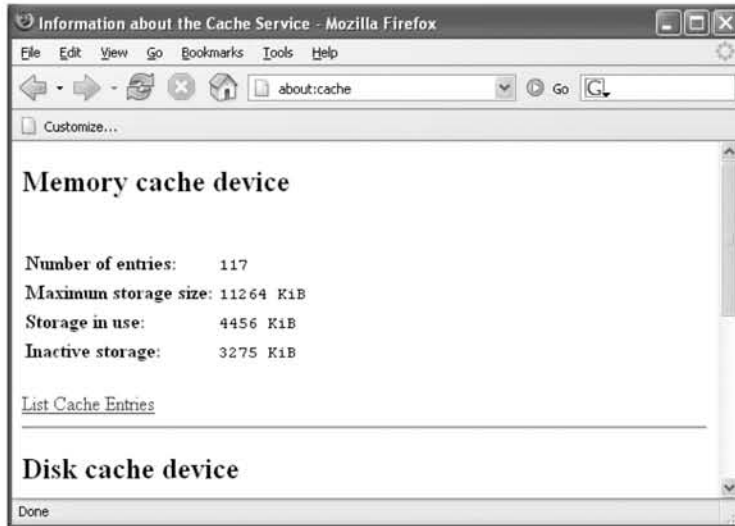 Information about the Cache Service - Mozilla Firefox
File Edit View Go Bookmarks Tools Help
about:cache Go G
Customize...
Memory cache device
Number of entries: 117
Maximum storage size: 11264 KiB
Storage in use: 4456 KiB
Inactive storage: 3275 KiB
List Cache Entries
Disk cache device
Done